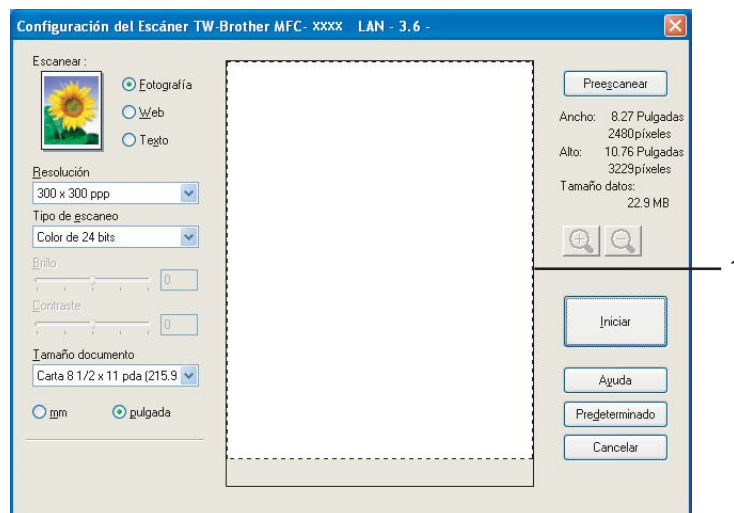 Configuración del Escáner TW-Brother MFC- XXXX LAN - 3.6 -
Escanear :
Fotografía
Web
Texto
Resolución
300 x 300 ppp
Tipo de escaneo
Color de 24 bits
Brillo
0
Contraste
0
Tamaño documento
Carta 8 1/2 x 11 pda (215.9
mm
pulgada
Preescanear
Ancho: 8.27 Pulgadas
2480píxeles
Alto: 10.76 Pulgadas
3229píxeles
Tamaño datos:
22.9 MB
1
Iniciar
Ayuda
Predeterminado
Cancelar